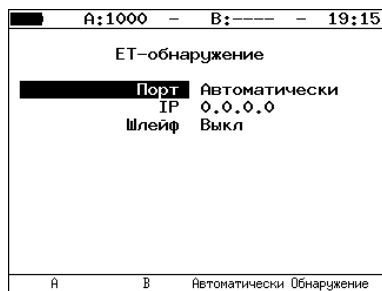 A:1000 – B:---- – 19:15
ET-обнаружение
Порт Автоматически
IP 0.0.0.0
Шлейф Выкл
A B Автоматически Обнаружение